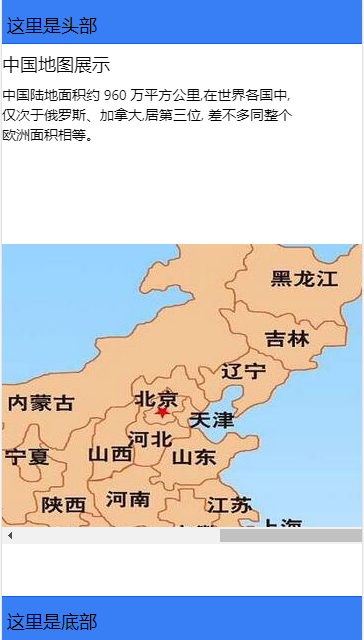 这里是头部
中国地图展示
中国陆地面积约 960 万平方公里,在世界各国中,
仅次于俄罗斯、加拿大,居第三位, 差不多同整个
欧洲面积相等。
黑龙江
吉林
辽宁
内蒙古
北京
天津
河北
宁夏
山西
山东
陕西
河南
江苏
上海
这里是底部